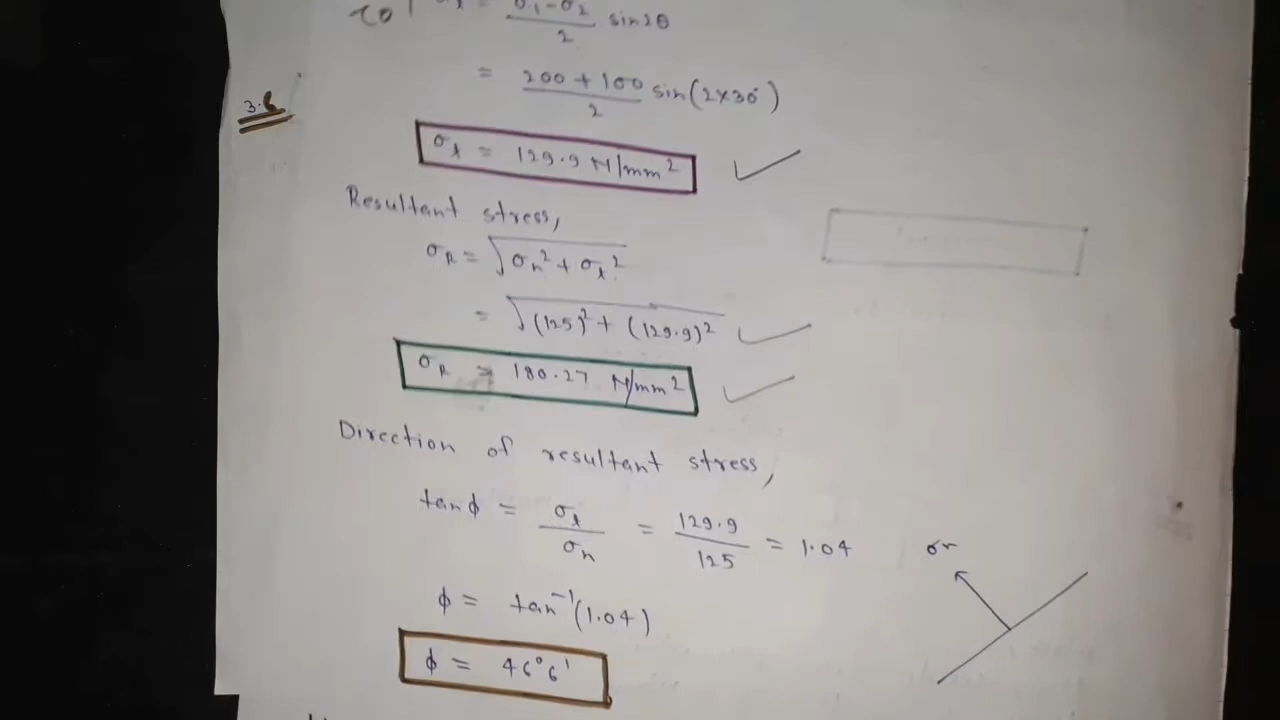 = σ1-σ2/2 sin2θ
= 200+100/2 sin(2×30°)
3.6
σt = 129.9 N/mm²
Resultant stress,
σR = √σn²+σt²
= √(125)²+(129.9)²
σR = 180.27 N/mm²
Direction of resultant stress,
tanϕ = σt/σn = 129.9/125 = 1.04
σr
ϕ = tan⁻¹(1.04)
ϕ = 46°6'